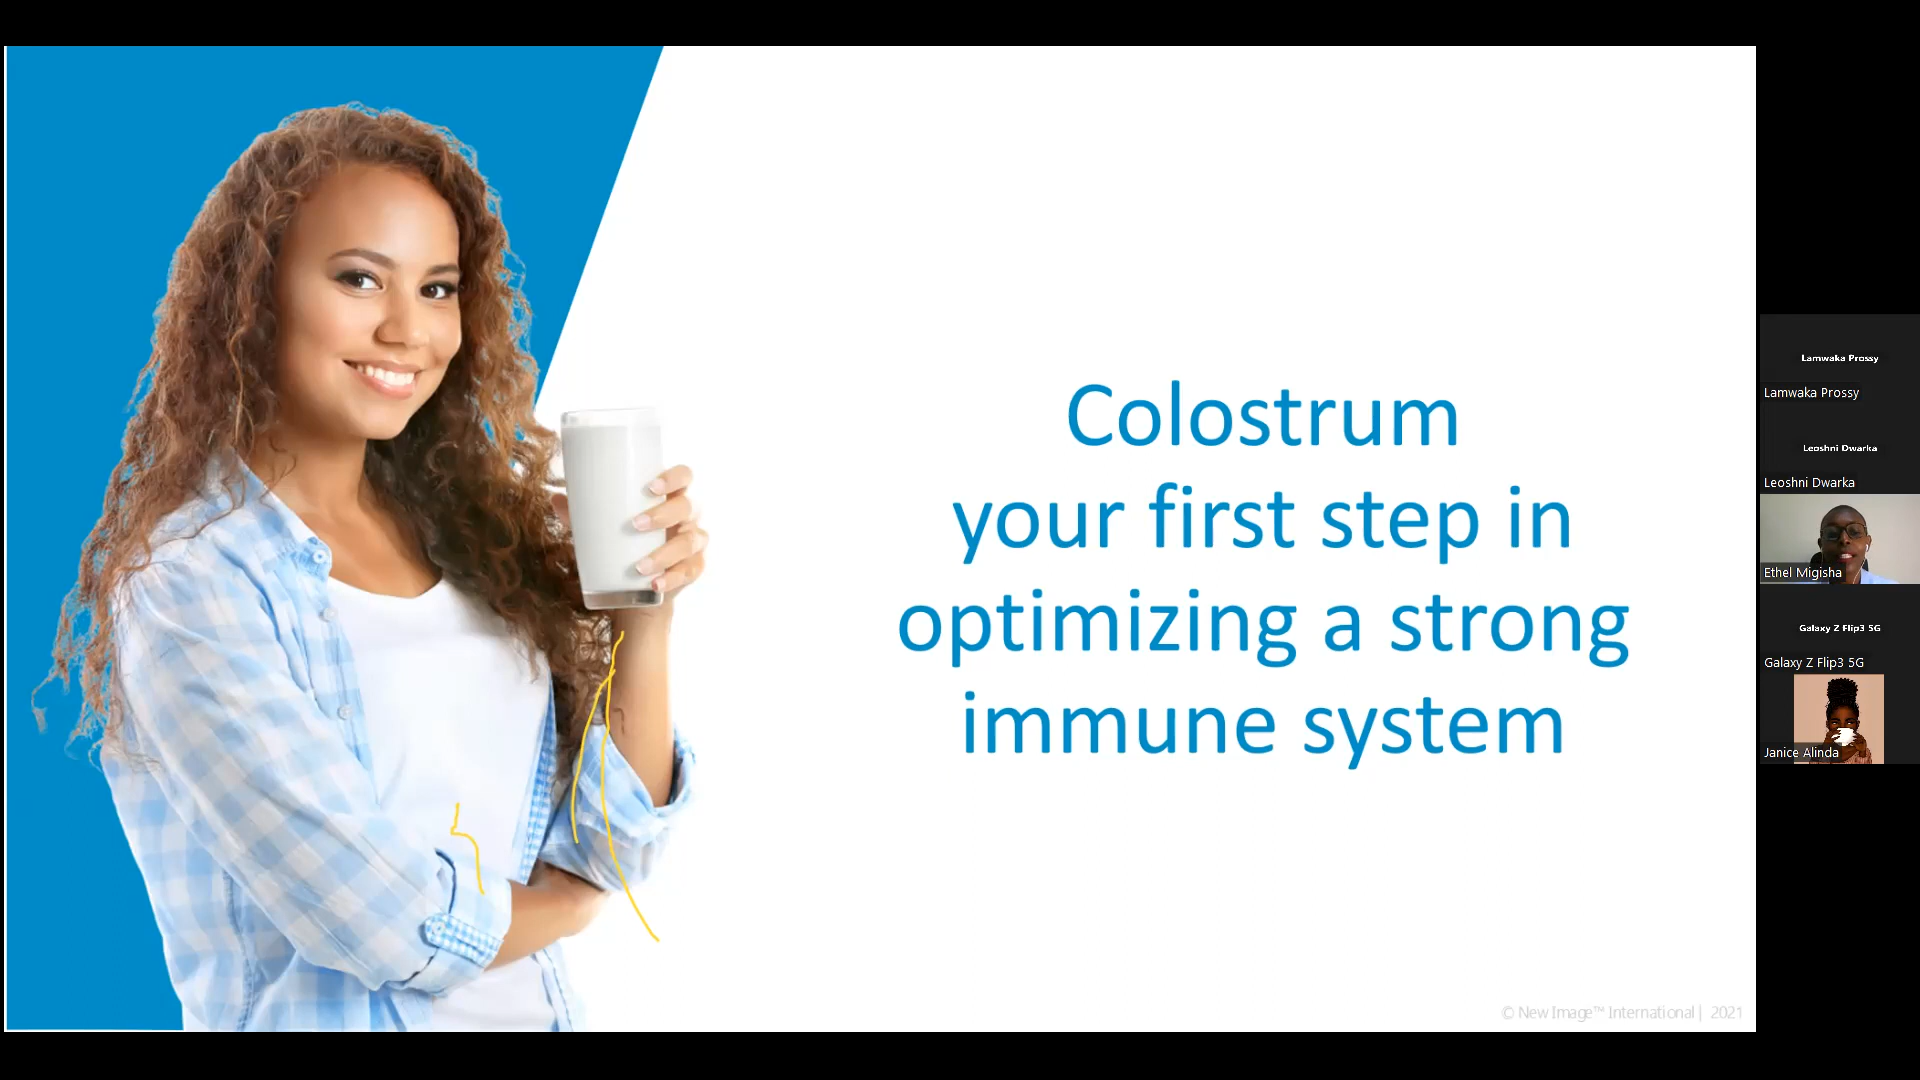 Colostrum
your first step in
optimizing a strong
immune system
© New Image™ International | 2021
Lamwaka Prossy
Lamwaka Prossy
Leoshni Dwarka
Leoshni Dwarka
Ethel Migisha
Galaxy Z Flip3 5G
Galaxy Z Flip3 5G
Janice Alinda